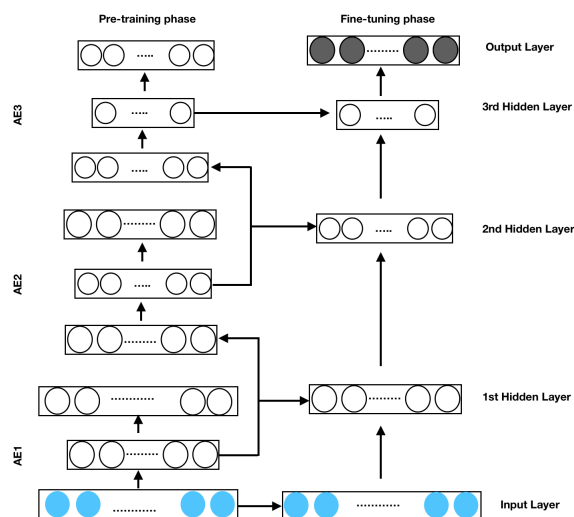 Pre-training phase
Fine-tuning phase
Output Layer
AE3
3rd Hidden Layer
2nd Hidden Layer
AE2
1st Hidden Layer
AE1
Input Layer